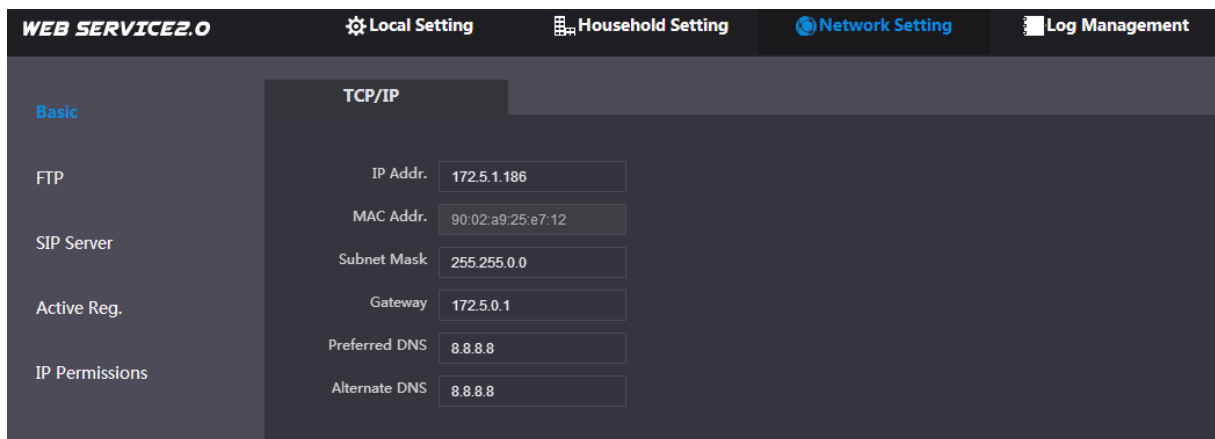 WEB SERVICE2.0 Local Setting Household Setting Network Setting Log Management
Basic
FTP
SIP Server
Active Reg.
IP Permissions
TCP/IP
IP Addr. 172.5.1.186
MAC Addr. 90:02:a9:25:e7:12
Subnet Mask 255.255.0.0
Gateway 172.5.0.1
Preferred DNS 8.8.8.8
Alternate DNS 8.8.8.8